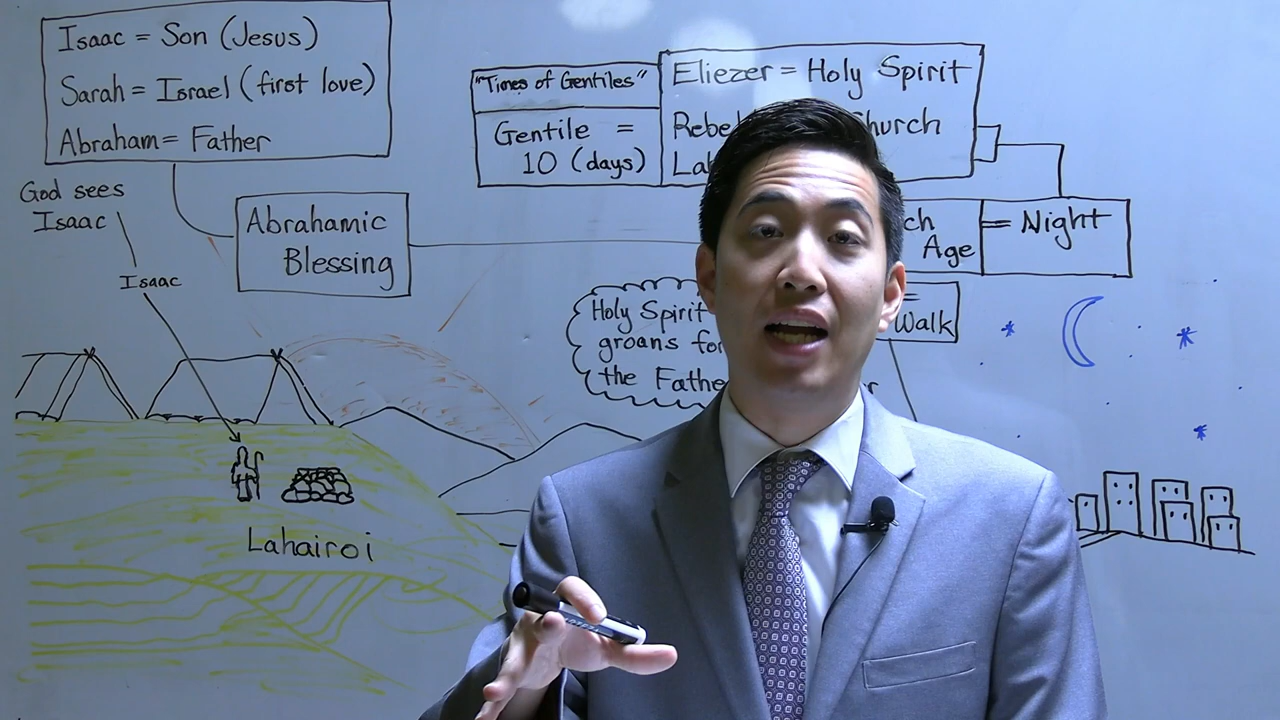 Isaac = Son (Jesus)
Sarah = Israel (first love)
Abraham = Father
"Times of Gentiles"
Gentile =
10 (days)
Eliezer = Holy Spirit
Church
God sees
Isaac
Isaac
Abrahamic
Blessing
Age
= Night
=
Walk
Holy Spirit
groans for
the
Lahairoi